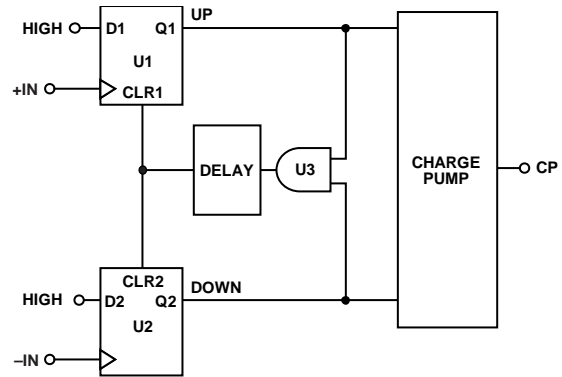 UP
HIGH
D1
Q1
U1
+IN
CLR1
DELAY
U3
CHARGE
PUMP
CP
CLR2
DOWN
HIGH
D2
Q2
U2
–IN